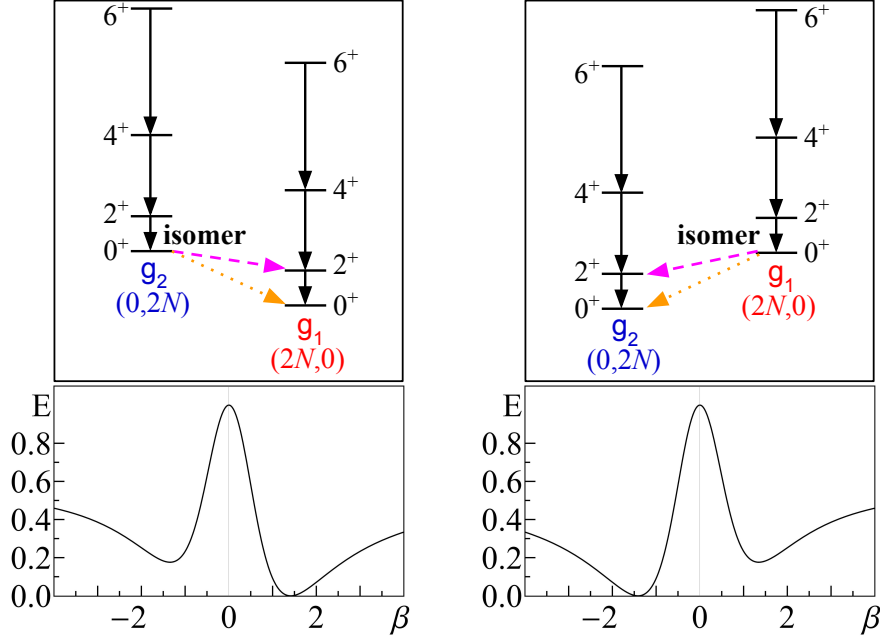 6⁺
6⁺
4⁺
4⁺
2⁺
isomer
0⁺
2⁺
g₂
(0,2N)
0⁺
g₁
(2N,0)
6⁺
6⁺
4⁺
4⁺
2⁺
isomer
0⁺
2⁺
g₁
(2N,0)
0⁺
g₂
(0,2N)
E
0.8
0.6
0.4
0.2
0.0
−2 0 2 β
E
0.8
0.6
0.4
0.2
0.0
−2 0 2 β